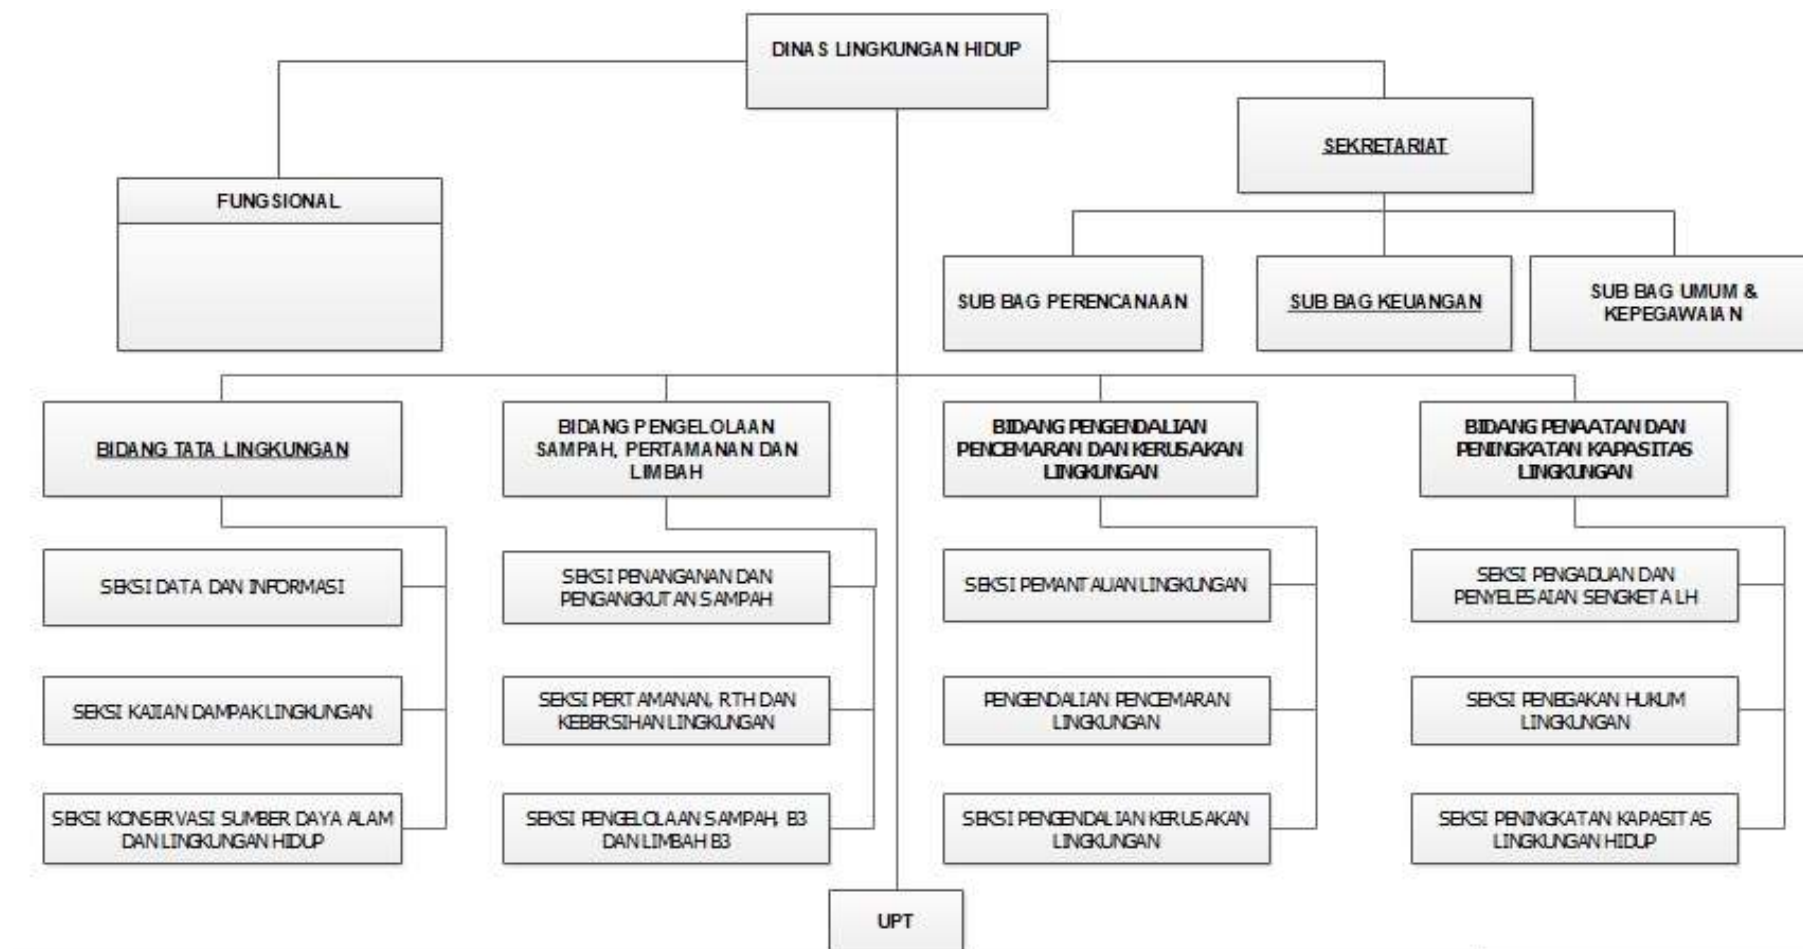 DINAS LINGKUNGAN HIDUP
SEKRETARIAT
FUNGSIONAL
SUB BAG PERENCANAAN
SUB BAG KEUANGAN
SUB BAG UMUM &
KEPEGAWAIAN
BIDANG TATA LINGKUNGAN
BIDANG PENGELOLAAN
SAMPAH, PERTAMANAN DAN
LIMBAH
BIDANG PENGENDALIAN
PENCEMARAN DAN KERUSAKAN
LINGKUNGAN
BIDANG PENAATAN DAN
PENINGKATAN KAPASITAS
LINGKUNGAN
SEKSI DATA DAN INFORMASI
SEKSI PENANGANAN DAN
PENGANGKUTAN SAMPAH
SEKSI PEMANTAUAN LINGKUNGAN
SEKSI PENGADUAN DAN
PENYELESAIAN SENGKETA LH
SEKSI KAJIAN DAMPAK LINGKUNGAN
SEKSI PERTAMANAN, RTH DAN
KEBERSIHAN LINGKUNGAN
PENGENDALIAN PENCEMARAN
LINGKUNGAN
SEKSI PENEGAKAN HUKUM
LINGKUNGAN
SEKSI KONSERVASI SUMBER DAYA ALAM
DAN LINGKUNGAN HIDUP
SEKSI PENGELOLAAN SAMPAH, B3
DAN LIMBAH B3
SEKSI PENGENDALIAN KERUSAKAN
LINGKUNGAN
SEKSI PENINGKATAN KAPASITAS
LINGKUNGAN HIDUP
UPT